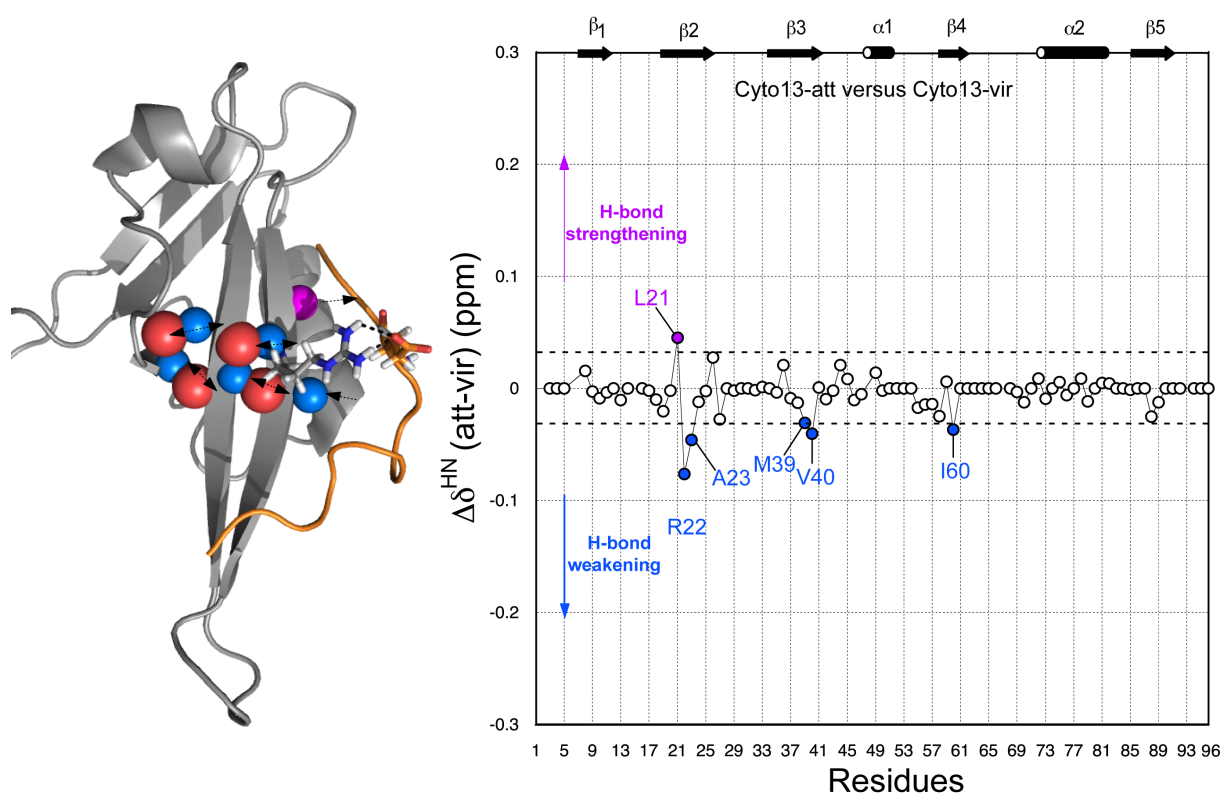 β1 β2 β3 α1 β4 α2 β5
Cyto13-att versus Cyto13-vir
0.3
0.2
0.1
0
-0.1
-0.2
-0.3
Δδ^HN (att-vir) (ppm)
H-bond
strengthening
L21
A23
M39
V40
I60
R22
H-bond
weakening
1 5 9 13 17 21 25 29 33 37 41 45 49 53 57 61 65 69 73 77 81 85 89 93 96
Residues